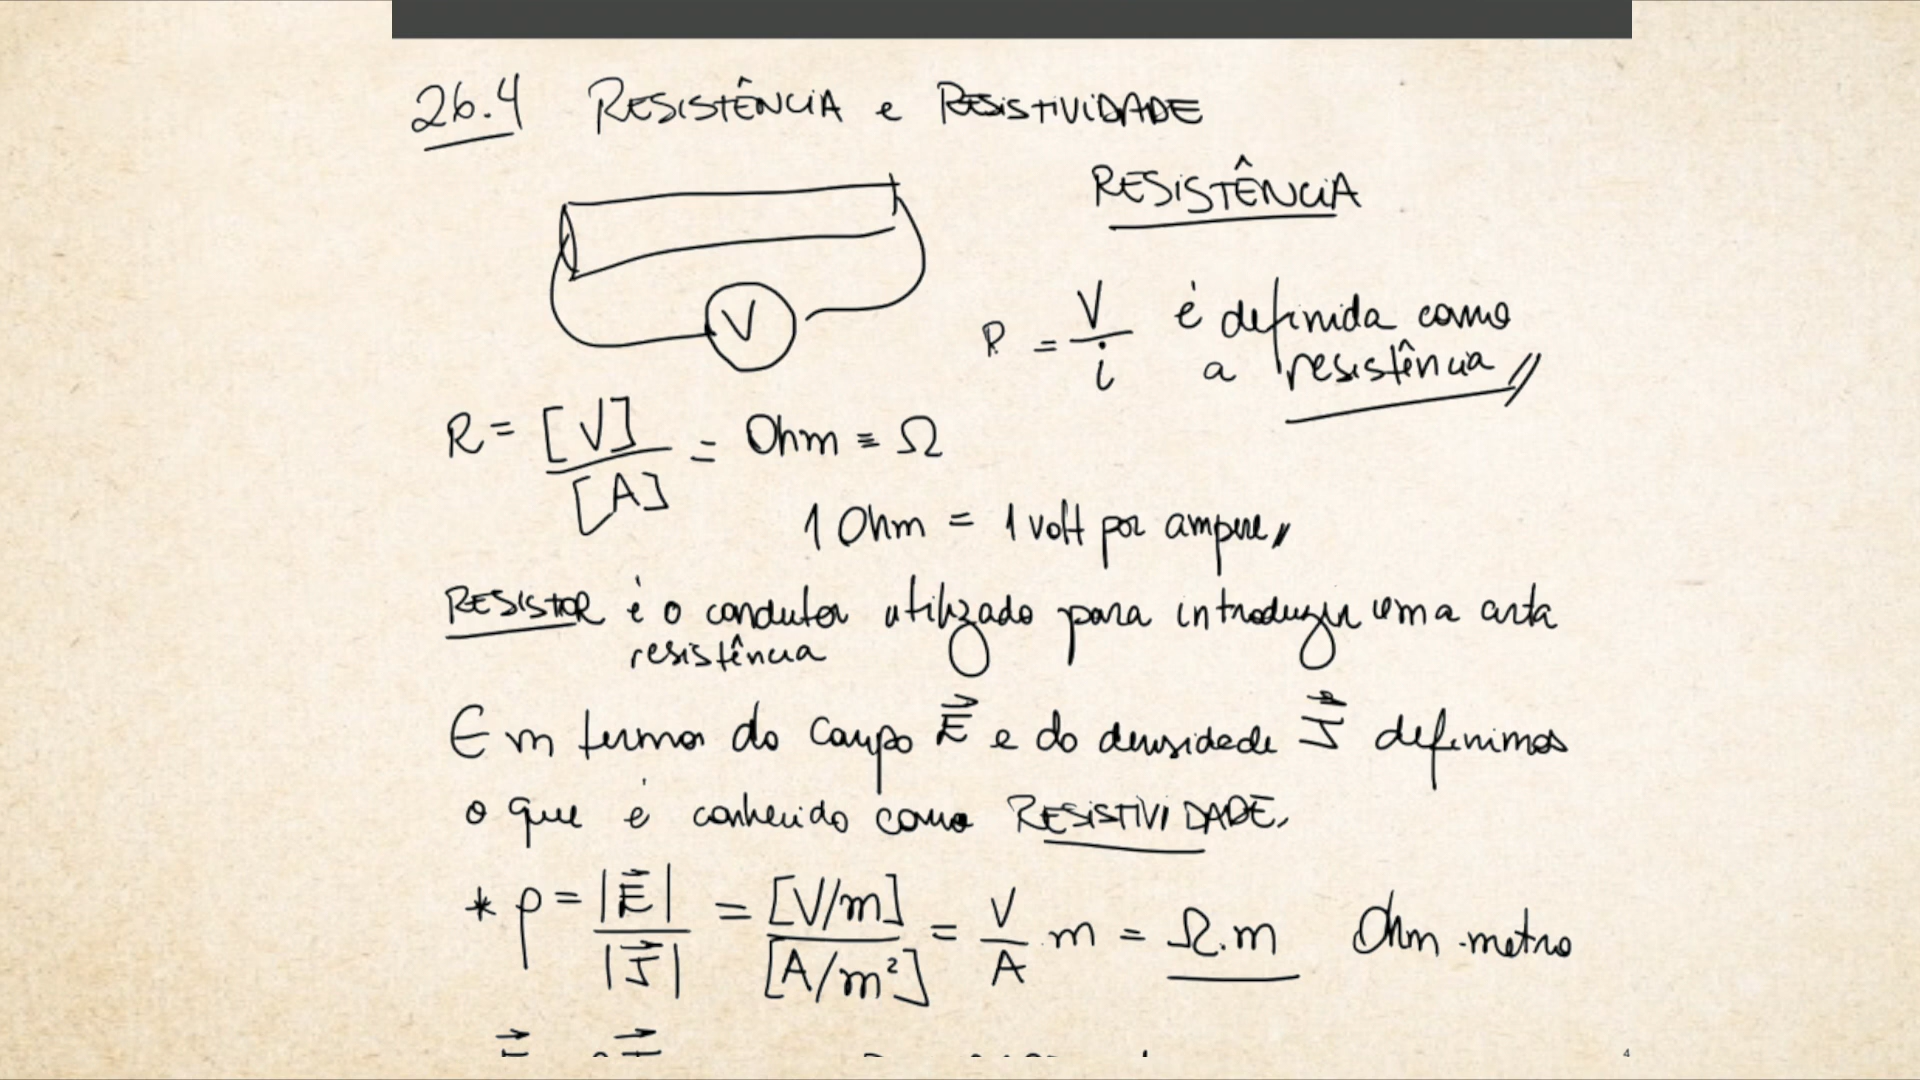 26.4 RESISTÊNCIA e RESISTIVIDADE
RESISTÊNCIA
V
R = V/i é definida como
a resistência //
R = [V]/[A] = Ohm ≡ Ω
1 Ohm = 1 volt por ampere //
RESISTOR é o condutor utilizado para introduzir uma certa
resistência
Em termos do campo E⃗ e da densidade J⃗ definimos
o que é conhecido como RESISTIVIDADE.
* ρ = |E⃗|/|J⃗| = [V/m]/[A/m²] = V/A m = Ω.m Ohm-metro
4